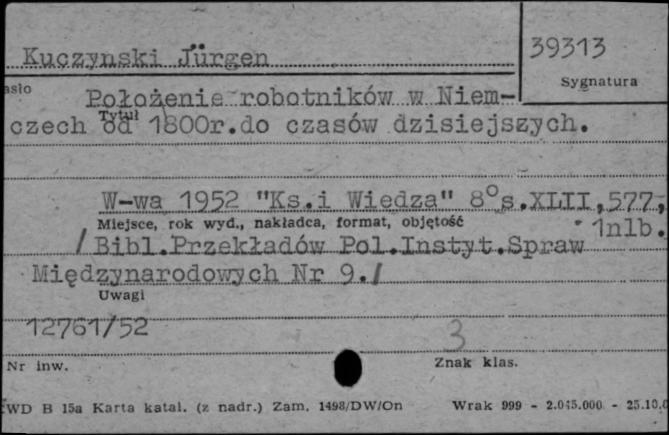 Kuczynski Jürgen
39313
Sygnatura
asło
Położenie robotników w Niem-
Tytuł
czech od 1800r.do czasów dzisiejszych.
W-wa 1952 "Ks.i Wiedza" 8°s.XLII,577,
Miejsce, rok wyd., nakładca, format, objętość
1nlb.
/Bibl.Przekładów Pol.Instyt.Spraw
Międzynarodowych Nr 9./
Uwagi
12761/52
3
Nr inw.
Znak klas.
WD B 15a Karta katal. (z nadr.) Zam. 1498/DW/On
Wrak 999 - 2.045.000 - 25.10.